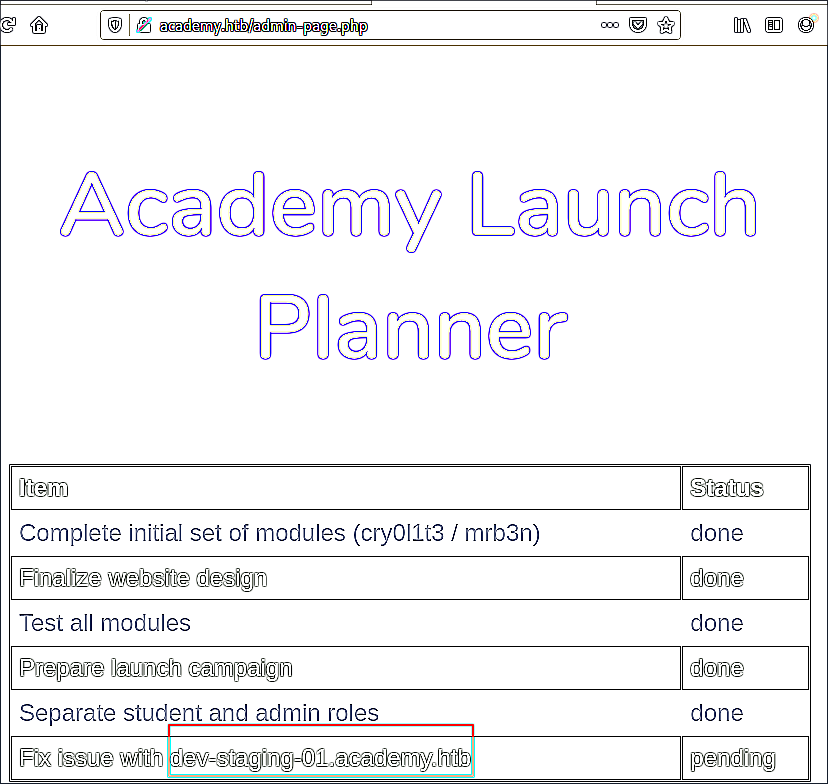 academy.htb/admin-page.php
Academy Launch
Planner
Item Status
Complete initial set of modules (cry0l1t3 / mrb3n) done
Finalize website design done
Test all modules done
Prepare launch campaign done
Separate student and admin roles done
Fix issue with dev-staging-01.academy.htb pending